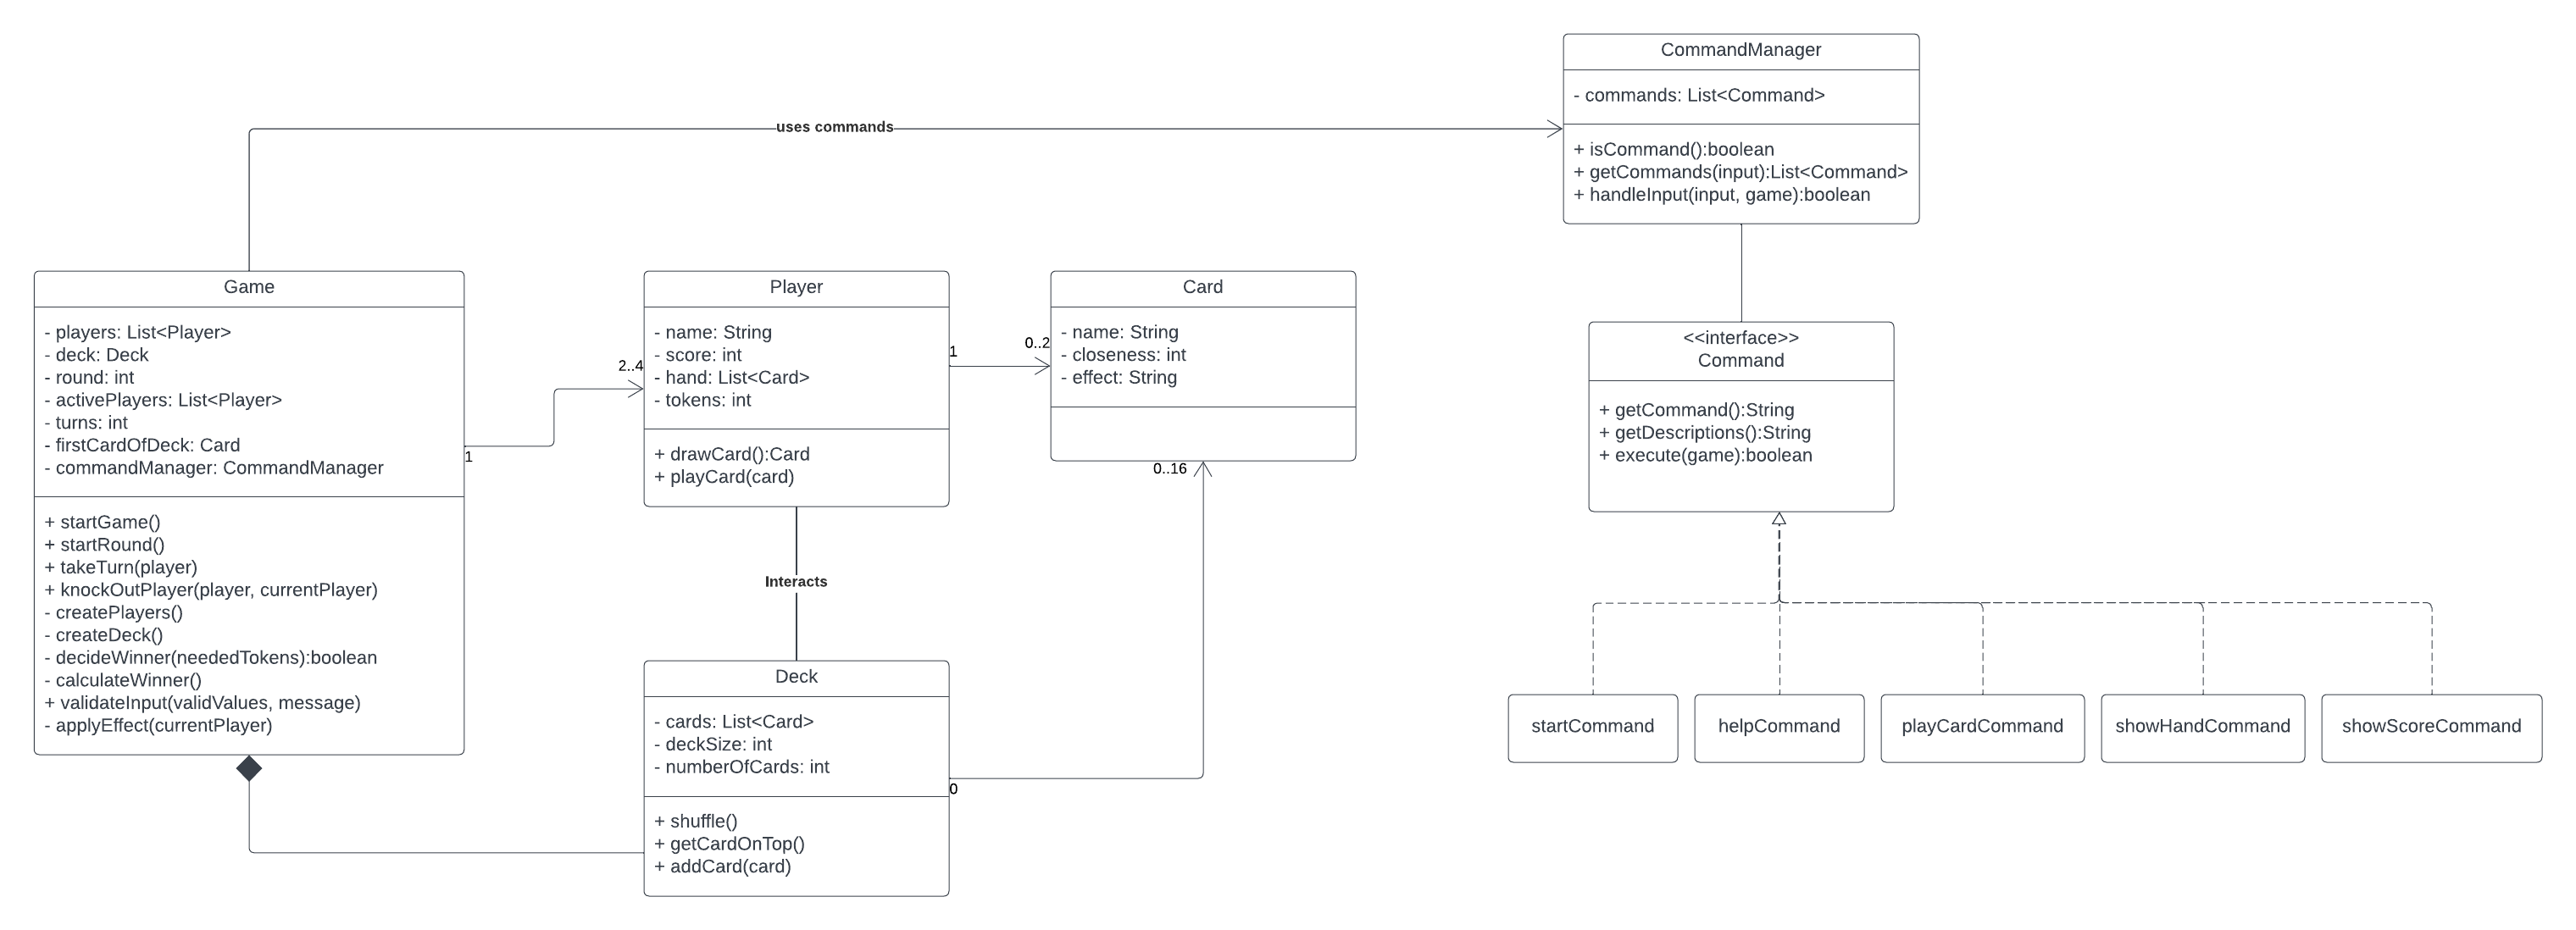 CommandManager
- commands: List<Command>
+ isCommand():boolean
+ getCommands(input):List<Command>
+ handleInput(input, game):boolean
uses commands
Game
- players: List<Player>
- deck: Deck
- round: int
- activePlayers: List<Player>
- turns: int
- firstCardOfDeck: Card
- commandManager: CommandManager
+ startGame()
+ startRound()
+ takeTurn(player)
+ knockOutPlayer(player, currentPlayer)
- createPlayers()
- createDeck()
- decideWinner(neededTokens):boolean
- calculateWinner()
+ validateInput(validValues, message)
- applyEffect(currentPlayer)
1
2..4
Player
- name: String
- score: int
- hand: List<Card>
- tokens: int
+ drawCard():Card
+ playCard(card)
1
0..2
Card
- name: String
- closeness: int
- effect: String
0..16
<<interface>>
Command
+ getCommand():String
+ getDescriptions():String
+ execute(game):boolean
Interacts
Deck
- cards: List<Card>
- deckSize: int
- numberOfCards: int
+ shuffle()
+ getCardOnTop()
+ addCard(card)
0
startCommand
helpCommand
playCardCommand
showHandCommand
showScoreCommand